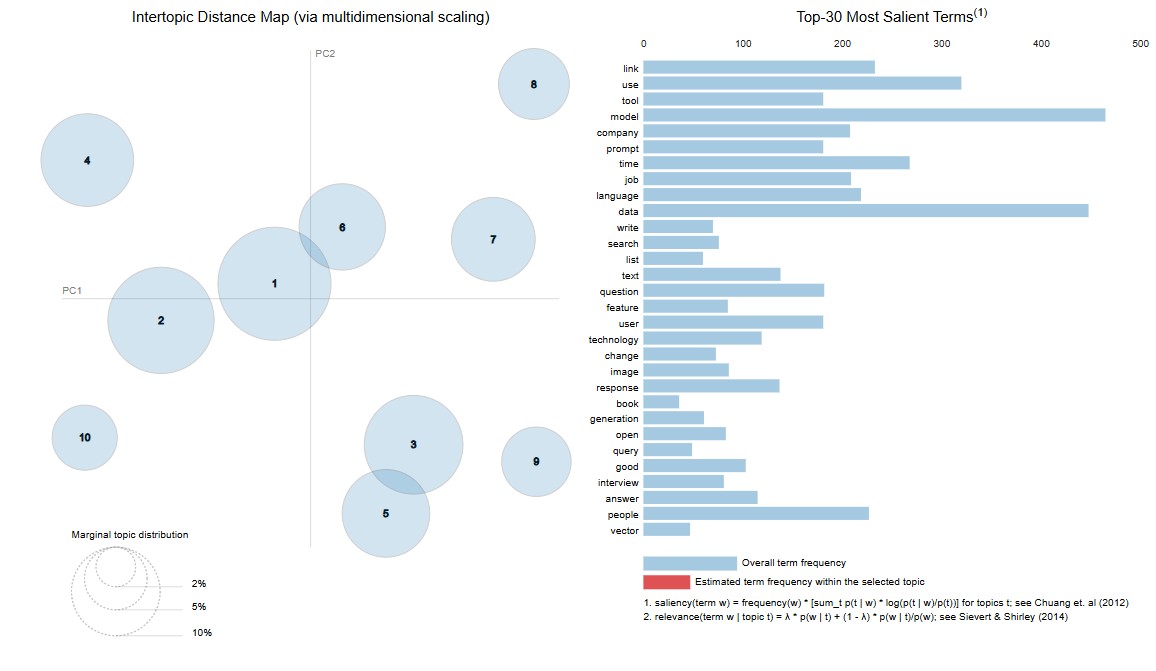 Intertopic Distance Map (via multidimensional scaling)
PC2
PC1
8
4
6
7
1
2
10
3
9
5
Marginal topic distribution
2%
5%
10%
Top-30 Most Salient Terms(1)
0 100 200 300 400 500
link
use
tool
model
company
prompt
time
job
language
data
write
search
list
text
question
feature
user
technology
change
image
response
book
generation
open
query
good
interview
answer
people
vector
Overall term frequency
Estimated term frequency within the selected topic
1. saliency(term w) = frequency(w) * [sum_t p(t | w) * log(p(t | w)/p(t))] for topics t; see Chuang et. al (2012)
2. relevance(term w | topic t) = λ * p(w | t) + (1 - λ) * p(w | t)/p(w); see Sievert & Shirley (2014)